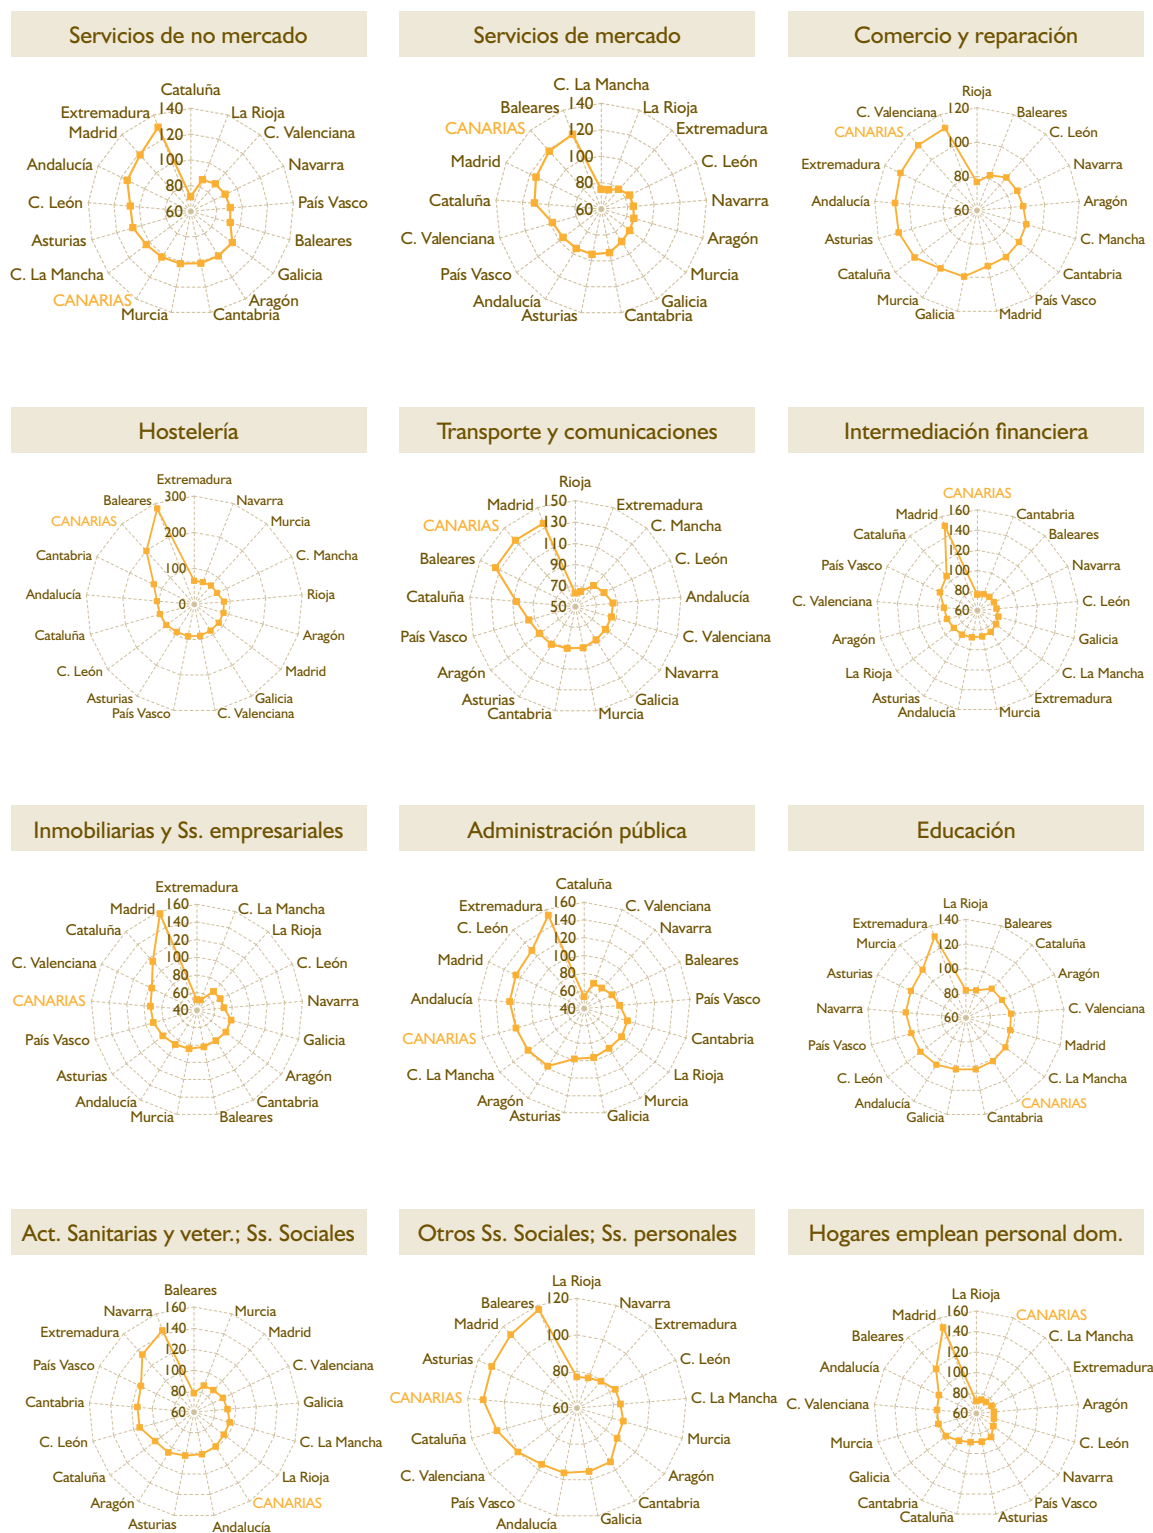 Servicios de no mercado
Cataluña
La Rioja
C. Valenciana
Navarra
País Vasco
Baleares
Galicia
Aragón
Cantabria
Murcia
CANARIAS
C. La Mancha
Asturias
C. León
Andalucía
Madrid
Extremadura
140
120
100
80
60
Servicios de mercado
C. La Mancha
La Rioja
Extremadura
C. León
Navarra
Aragón
Murcia
Galicia
Cantabria
Asturias
Andalucía
País Vasco
C. Valenciana
Cataluña
Madrid
CANARIAS
Baleares
140
120
100
80
60
Comercio y reparación
Rioja
Baleares
C. León
Navarra
Aragón
C. Mancha
Cantabria
País Vasco
Madrid
Galicia
Murcia
Cataluña
Asturias
Andalucía
Extremadura
CANARIAS
C. Valenciana
120
100
80
60
Hostelería
Extremadura
Navarra
Murcia
C. Mancha
Rioja
Aragón
Madrid
Galicia
C. Valenciana
País Vasco
Asturias
C. León
Cataluña
Andalucía
Cantabria
CANARIAS
Baleares
300
200
100
0
Transporte y comunicaciones
Rioja
Extremadura
C. Mancha
C. León
Andalucía
C. Valenciana
Navarra
Galicia
Murcia
Cantabria
Asturias
Aragón
País Vasco
Cataluña
Baleares
CANARIAS
Madrid
150
130
110
90
70
50
Intermediación financiera
CANARIAS
Cantabria
Baleares
Navarra
C. León
Galicia
C. La Mancha
Extremadura
Murcia
Andalucía
Asturias
La Rioja
Aragón
C. Valenciana
País Vasco
Cataluña
Madrid
160
140
120
100
80
60
Inmobiliarias y Ss. empresariales
Extremadura
C. La Mancha
La Rioja
C. León
Navarra
Galicia
Aragón
Cantabria
Baleares
Murcia
Andalucía
Asturias
País Vasco
CANARIAS
C. Valenciana
Cataluña
Madrid
160
140
120
100
80
60
40
Administración pública
Cataluña
C. Valenciana
Navarra
Baleares
País Vasco
Cantabria
La Rioja
Murcia
Galicia
Asturias
Aragón
C. La Mancha
CANARIAS
Andalucía
Madrid
C. León
Extremadura
160
140
120
100
80
60
40
Educación
La Rioja
Baleares
Cataluña
Aragón
C. Valenciana
Madrid
C. La Mancha
CANARIAS
Cantabria
Galicia
Andalucía
C. León
País Vasco
Navarra
Asturias
Murcia
Extremadura
140
120
100
80
60
Act. Sanitarias y veter.; Ss. Sociales
Baleares
Murcia
Madrid
C. Valenciana
Galicia
C. La Mancha
La Rioja
CANARIAS
Andalucía
Asturias
Aragón
Cataluña
C. León
Cantabria
País Vasco
Extremadura
Navarra
160
140
120
100
80
60
Otros Ss. Sociales; Ss. personales
La Rioja
Navarra
Extremadura
C. León
C. La Mancha
Murcia
Aragón
Cantabria
Galicia
Andalucía
País Vasco
C. Valenciana
Cataluña
CANARIAS
Asturias
Madrid
Baleares
120
100
80
60
Hogares emplean personal dom.
La Rioja
CANARIAS
C. La Mancha
Extremadura
Aragón
C. León
Navarra
País Vasco
Asturias
Cataluña
Cantabria
Galicia
Murcia
C. Valenciana
Andalucía
Baleares
Madrid
160
140
120
100
80
60